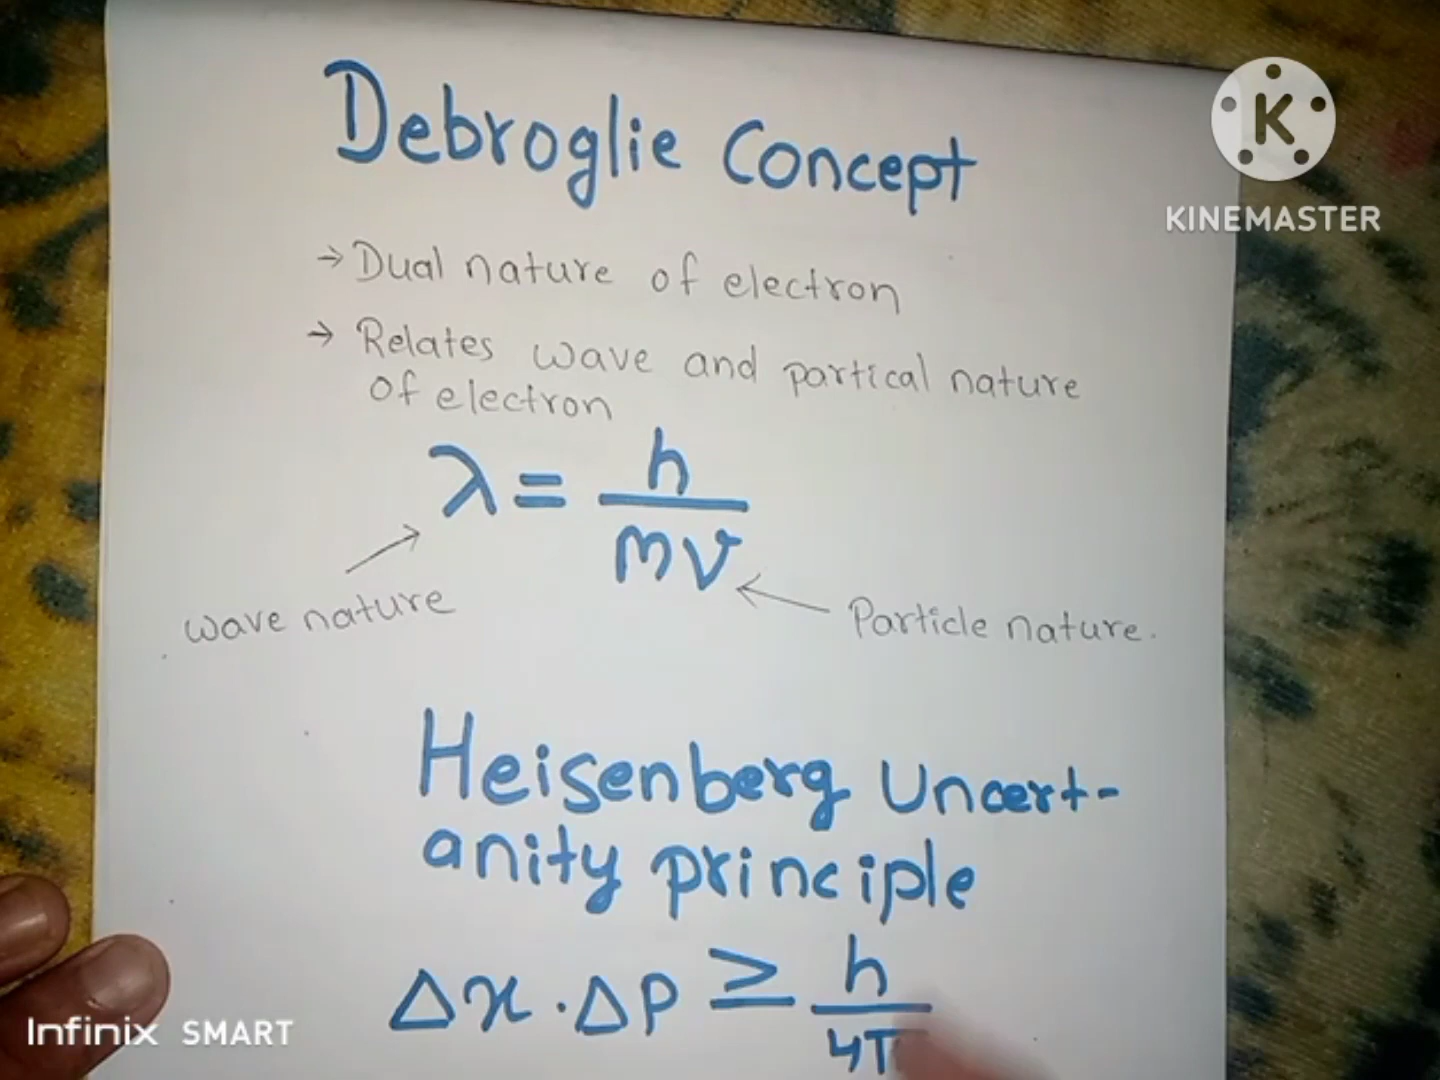 Debroglie Concept
→ Dual nature of electron
→ Relates wave and partical nature
of electron
λ = h / mv
wave nature
Particle nature.
Heisenberg Uncert-
anity principle
Δx . Δp ≥ h / 4π
K
KINEMASTER
Infinix SMART